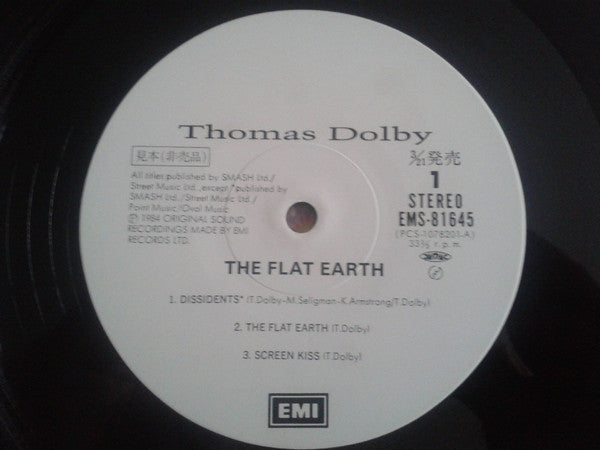 Thomas Dolby
見本(非売品)
3/21発売
All titles published by SMASH Ltd./
Street Music Ltd., except *published by
SMASH Ltd./Street Music Ltd./
Point Music/Oval Music
Ⓟ 1984 ORIGINAL SOUND
RECORDINGS MADE BY EMI
RECORDS LTD.
1
STEREO
EMS-81645
(PCS-1078201-A)
33⅓ r.p.m.
THE FLAT EARTH
1. DISSIDENTS* (T.Dolby-M.Seligman-K.Armstrong/T.Dolby)
2. THE FLAT EARTH (T.Dolby)
3. SCREEN KISS (T.Dolby)
EMI